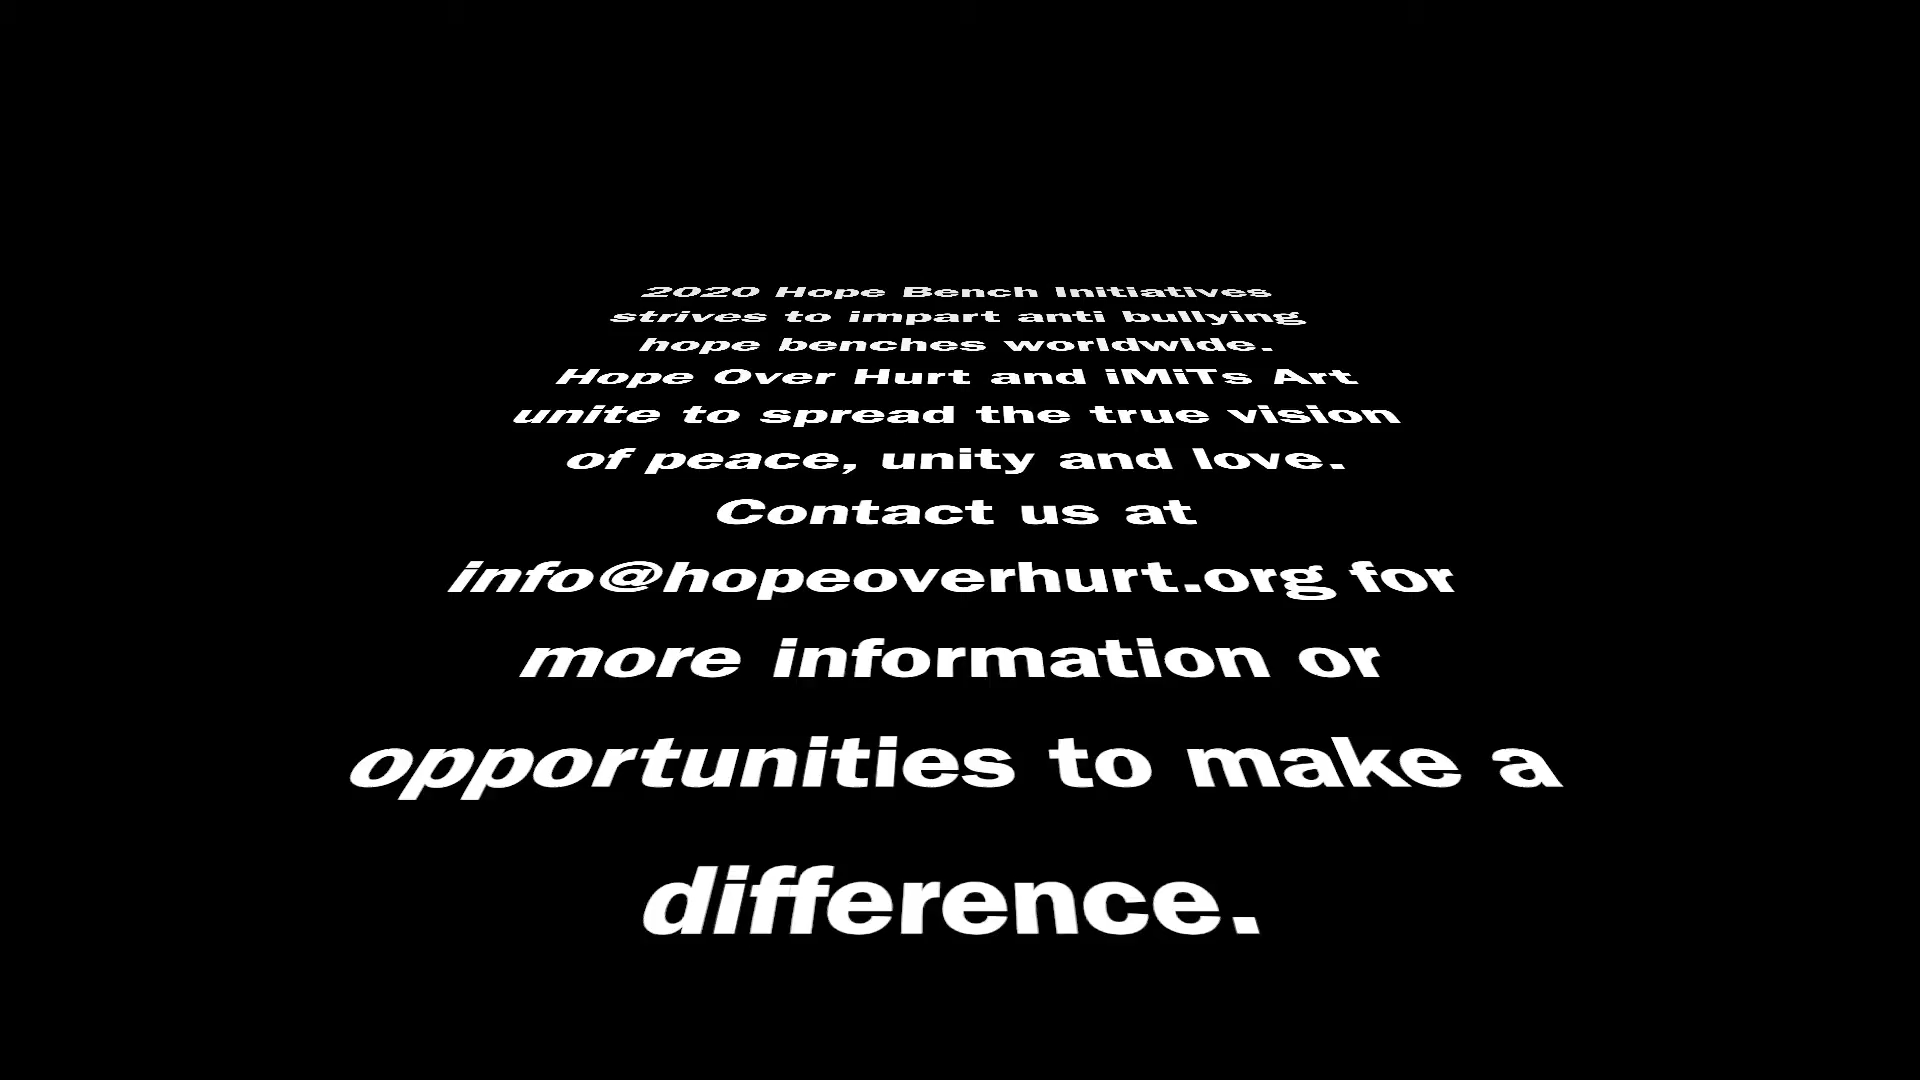 2020 Hope Bench Initiatives
strives to impart anti bullying
hope benches worldwide.
Hope Over Hurt and iMiTs Art
unite to spread the true vision
of peace, unity and love.
Contact us at
info@hopeoverhurt.org for
more information or
opportunities to make a
difference.